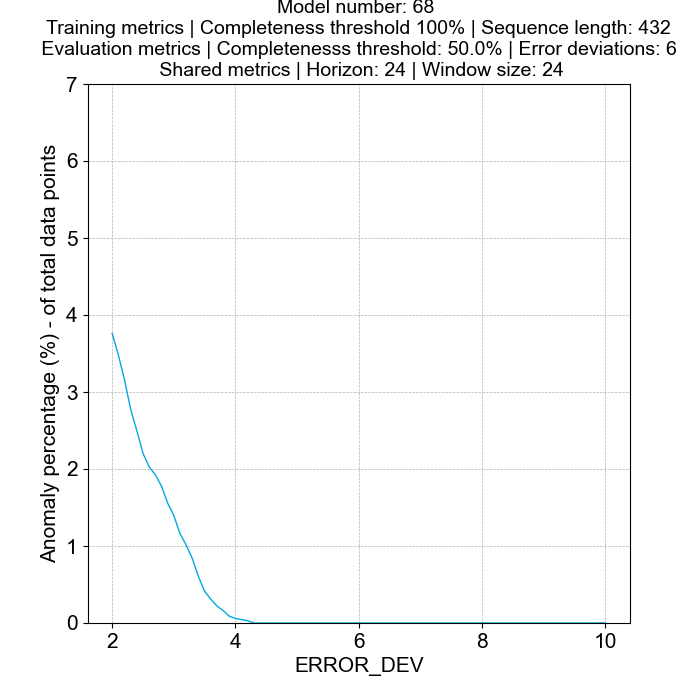 Model number: 68
Training metrics | Completeness threshold 100% | Sequence length: 432
Evaluation metrics | Completenesss threshold: 50.0% | Error deviations: 6
Shared metrics | Horizon: 24 | Window size: 24
Anomaly percentage (%) - of total data points
7
6
5
4
3
2
1
0
2 4 6 8 10
ERROR_DEV